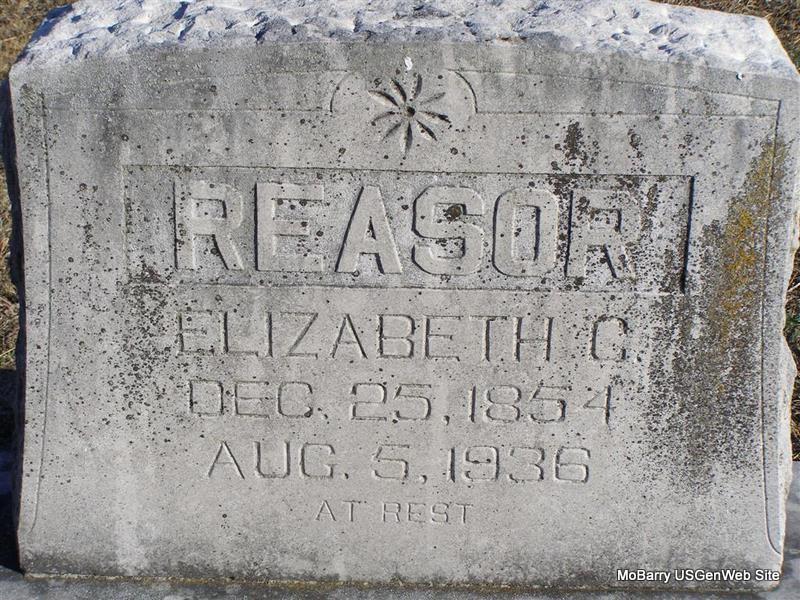 REASOR
ELIZABETH C.
DEC. 25, 1854
AUG. 5, 1936
AT REST
MoBarry USGenWeb Site